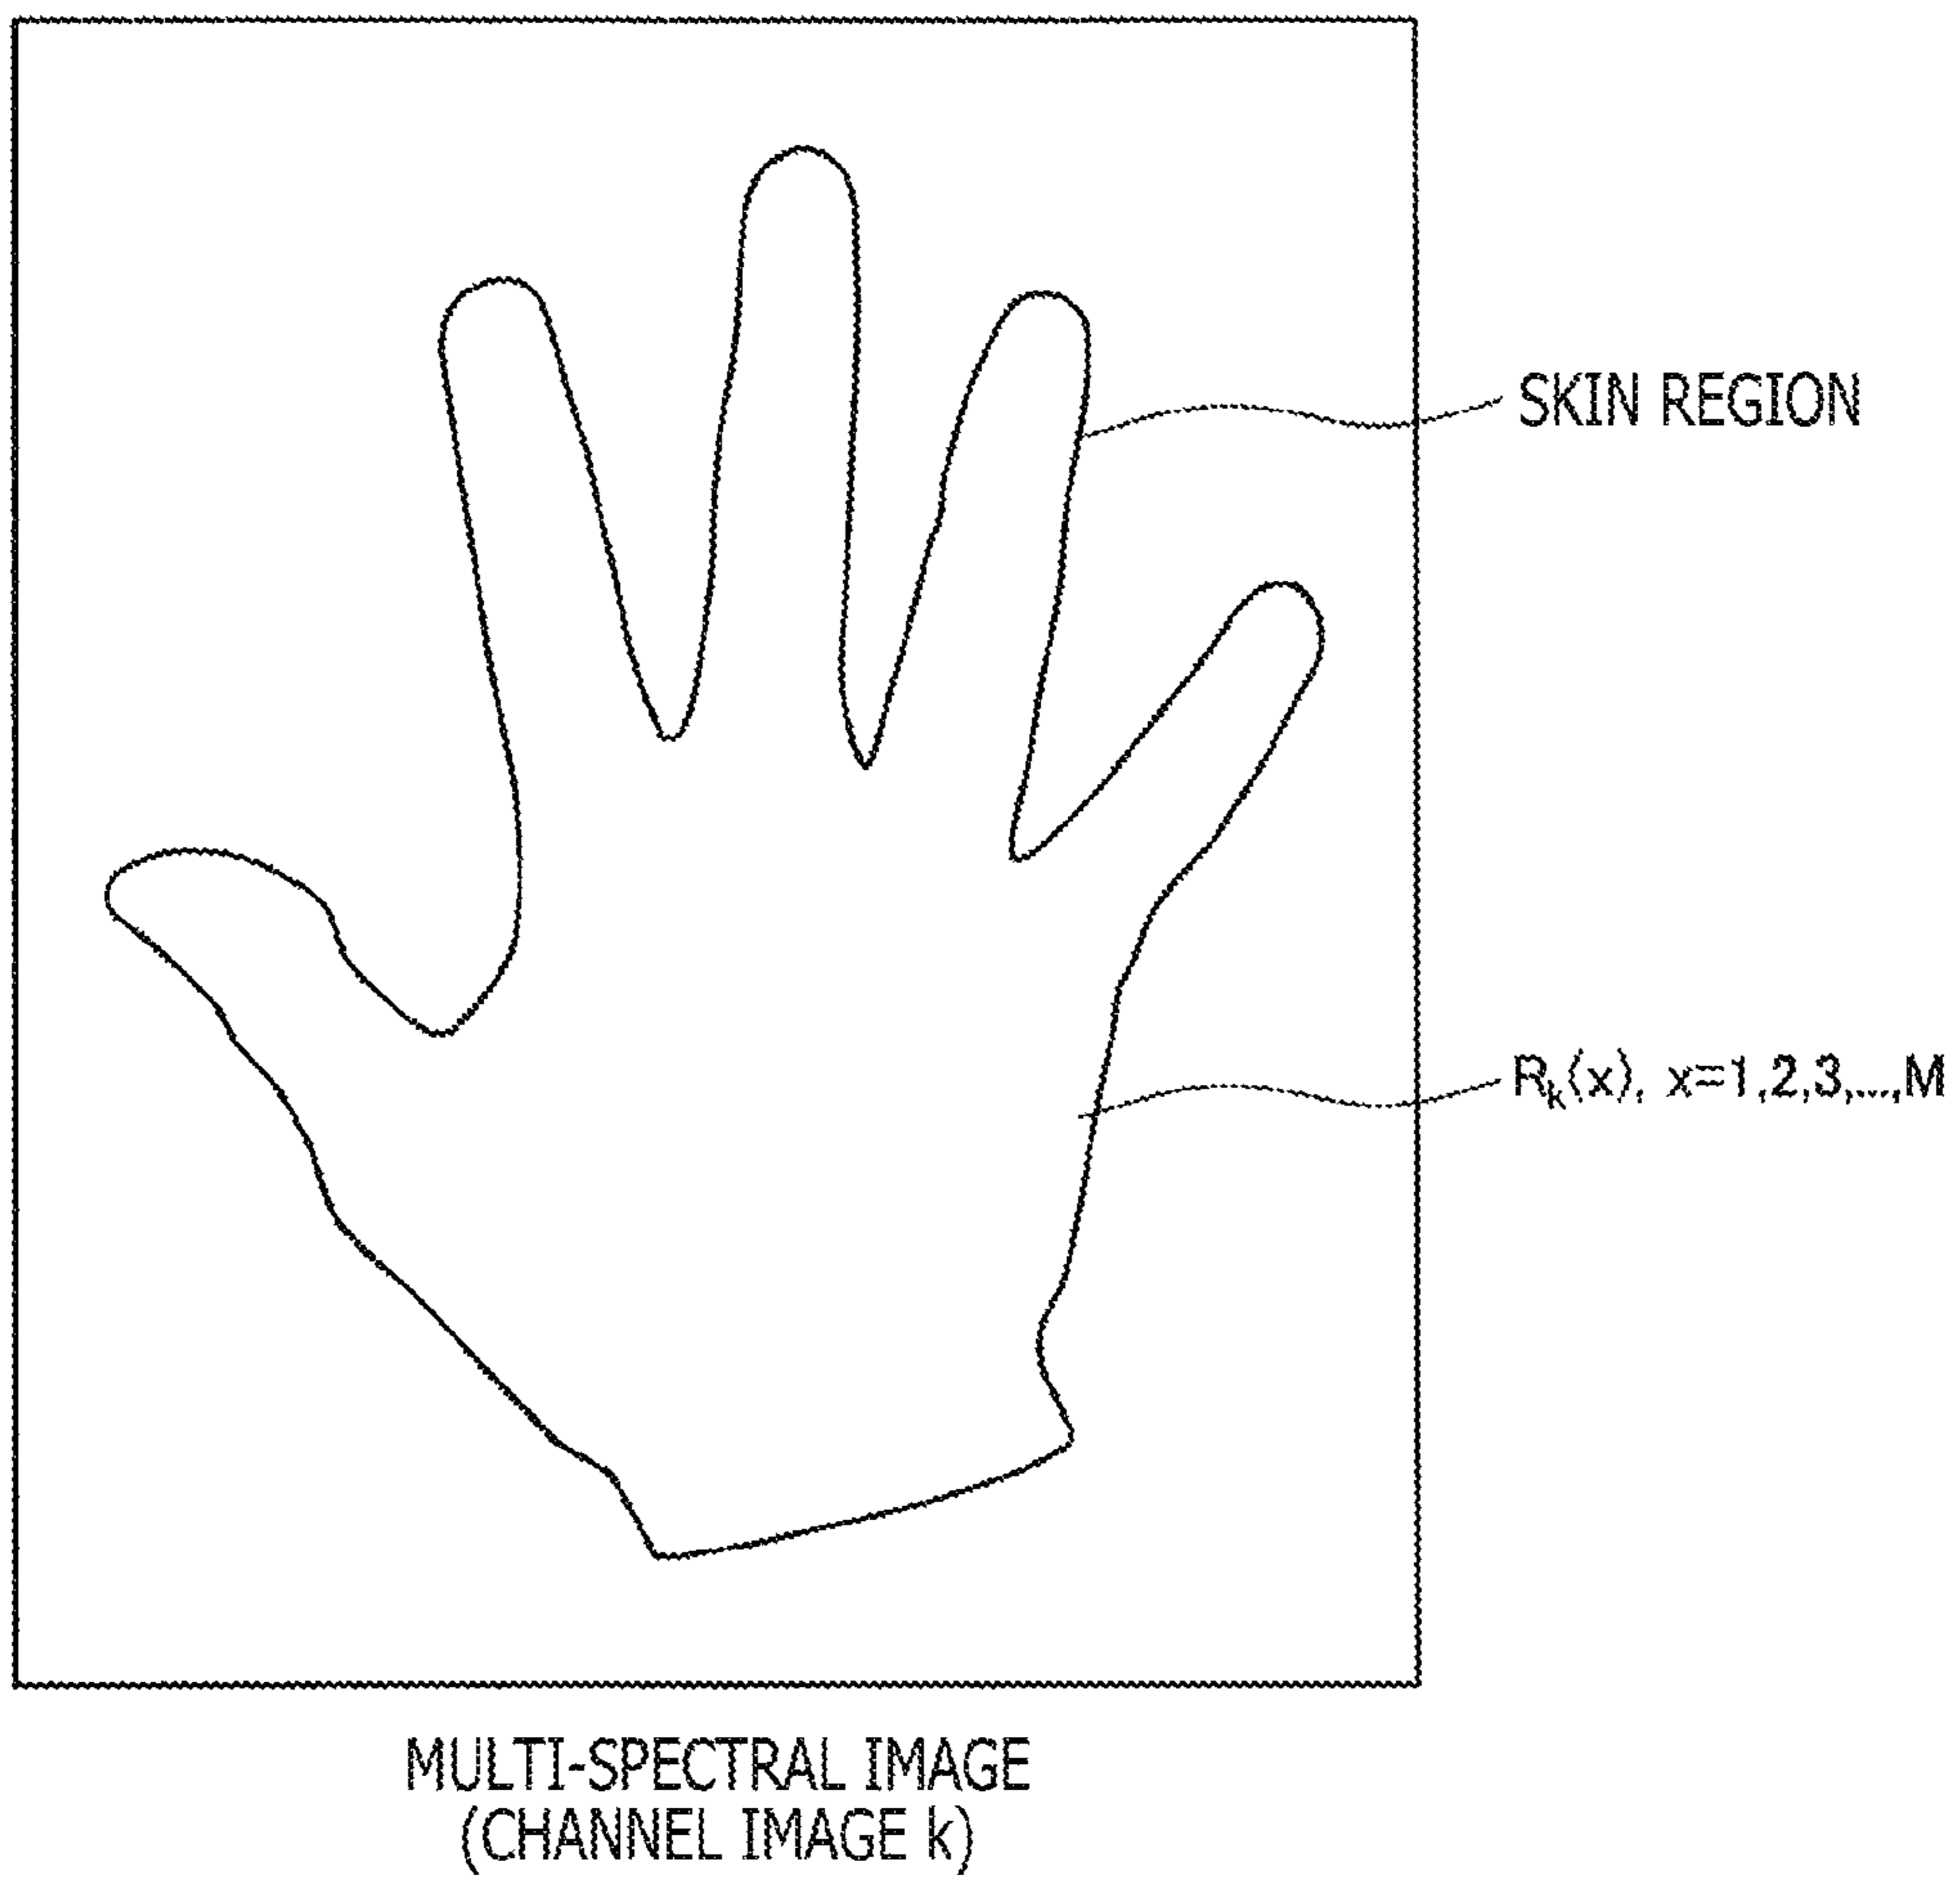 SKIN REGION
Rk(x), x=1,2,3,...,M
MULTI-SPECTRAL IMAGE
(CHANNEL IMAGE k)